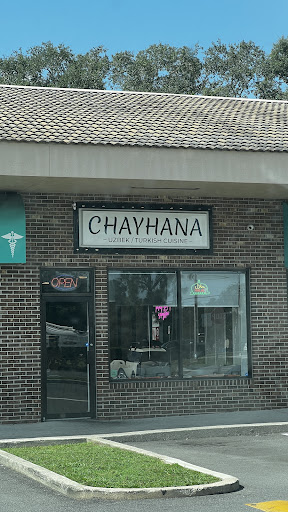 CHAYHANA
UZBEK / TURKISH CUISINE
OPEN